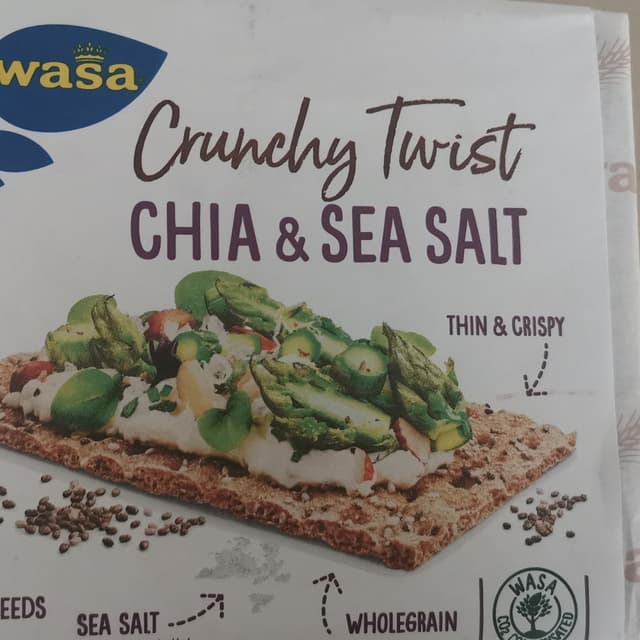 wasa
Crunchy Twist
CHIA & SEA SALT
THIN & CRISPY
EEDS
SEA SALT
WHOLEGRAIN
WASA